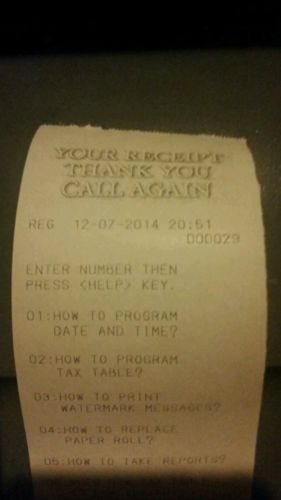 YOUR RECEIPT
THANK YOU
CALL AGAIN
REG 12-07-2014 20:51
000029
ENTER NUMBER THEN
PRESS <HELP> KEY.
01:HOW TO PROGRAM
DATE AND TIME?
02:HOW TO PROGRAM
TAX TABLE?
03:HOW TO PRINT
WATERMARK MESSAGES?
04:HOW TO REPLACE
PAPER ROLL?
05:HOW TO TAKE REPORTS?